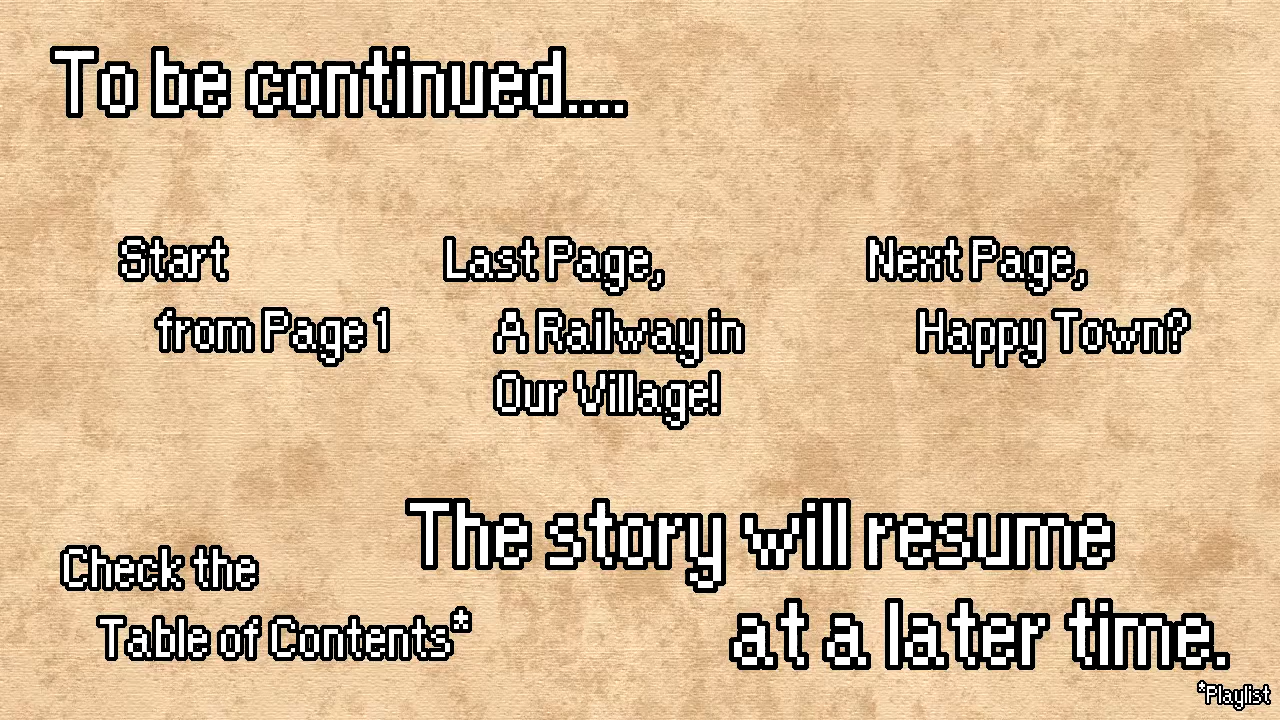 To be continued....
Start
from Page 1
Last Page,
A Railway in
Our Village!
Next Page,
Happy Town?
The story will resume
at a later time.
Check the
Table of Contents*
*Playlist